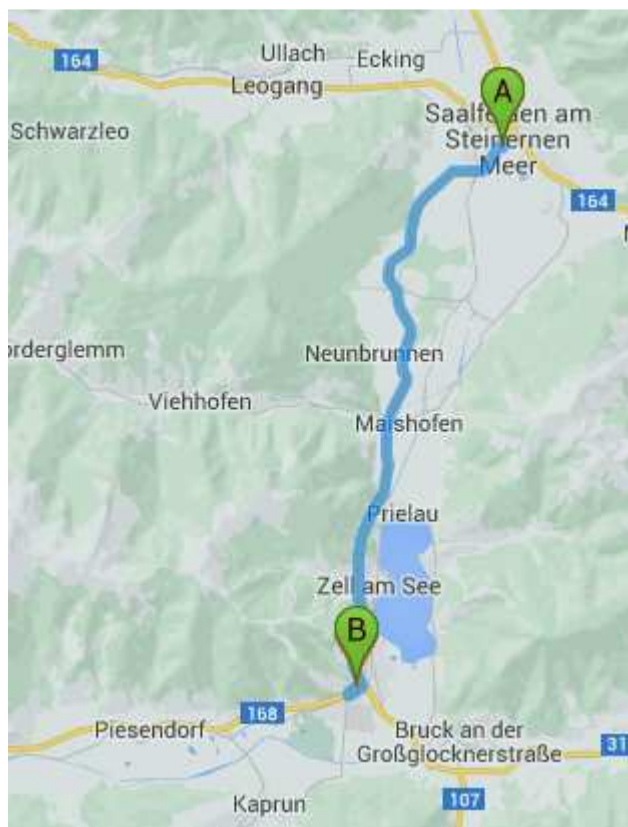 164
Ullach
Ecking
Leogang
A
Schwarzleo
Saalfelden am
Steinernen
Meer
164
orderglemm
Neunbrunnen
Viehhofen
Maishofen
Prielau
Zell am See
B
168
Piesendorf
Bruck an der
Großglocknerstraße
31
107
Kaprun